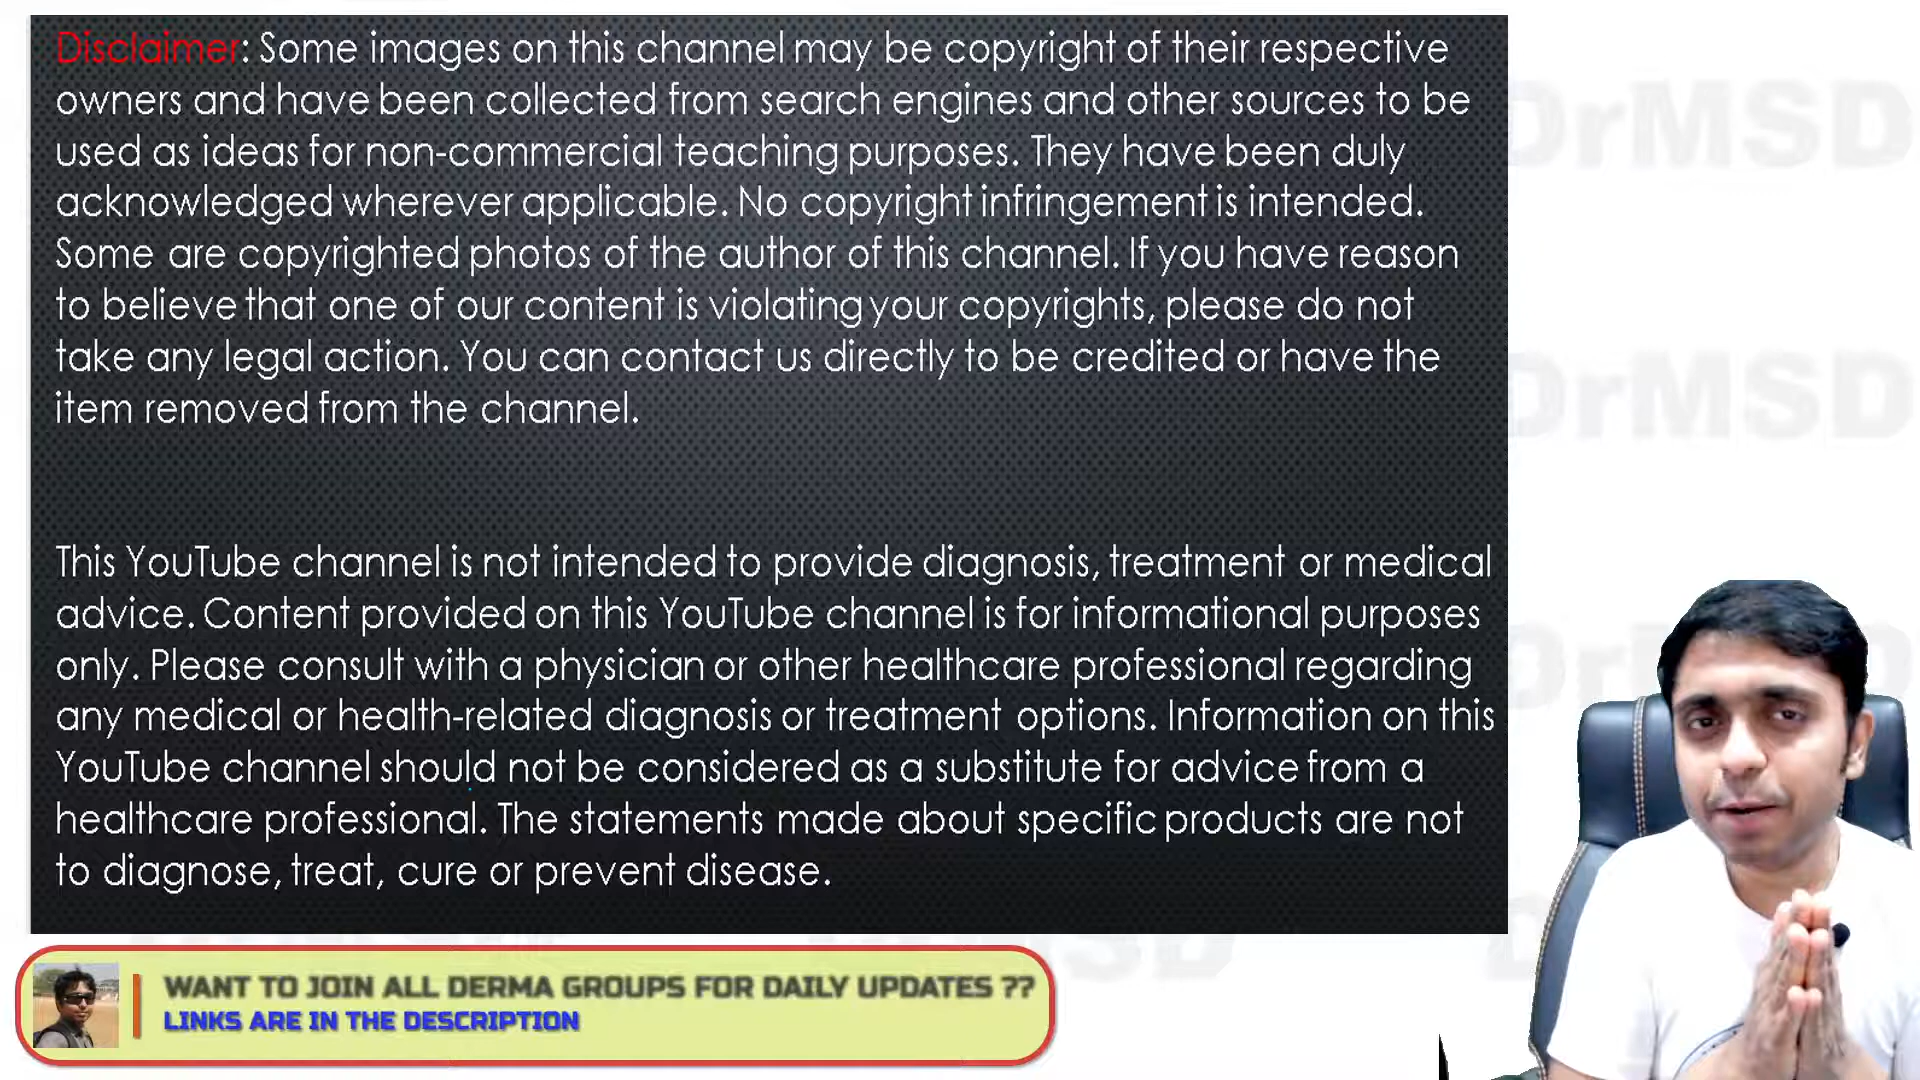 Disclaimer: Some images on this channel may be copyright of their respective
owners and have been collected from search engines and other sources to be
used as ideas for non-commercial teaching purposes. They have been duly
acknowledged wherever applicable. No copyright infringement is intended.
Some are copyrighted photos of the author of this channel. If you have reason
to believe that one of our content is violating your copyrights, please do not
take any legal action. You can contact us directly to be credited or have the
item removed from the channel.
This YouTube channel is not intended to provide diagnosis, treatment or medical
advice. Content provided on this YouTube channel is for informational purposes
only. Please consult with a physician or other healthcare professional regarding
any medical or health-related diagnosis or treatment options. Information on this
YouTube channel should not be considered as a substitute for advice from a
healthcare professional. The statements made about specific products are not
to diagnose, treat, cure or prevent disease.
DrMSD
DrMSD
WANT TO JOIN ALL DERMA GROUPS FOR DAILY UPDATES ??
LINKS ARE IN THE DESCRIPTION